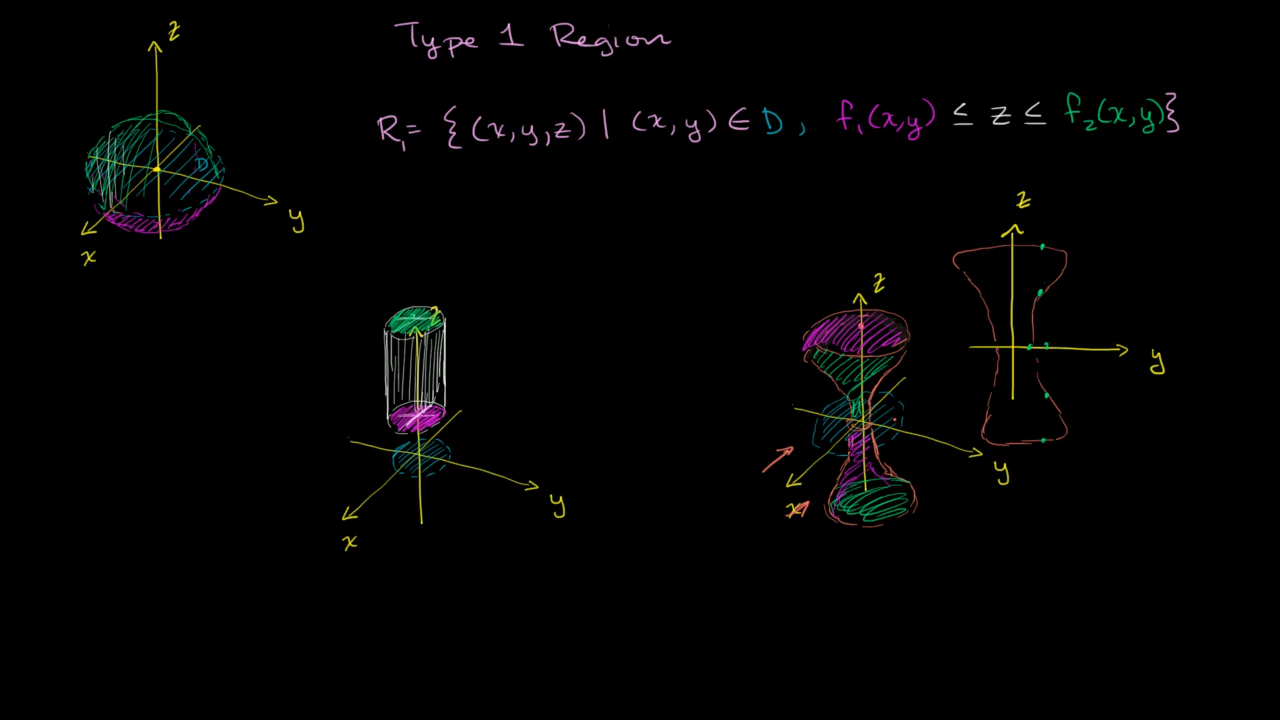 Type 1 Region
R₁ = {(x,y,z) | (x,y) ∈ D, f₁(x,y) ≤ z ≤ f₂(x,y)}
z
D
y
x
z
y
z
y
x
z
y
x